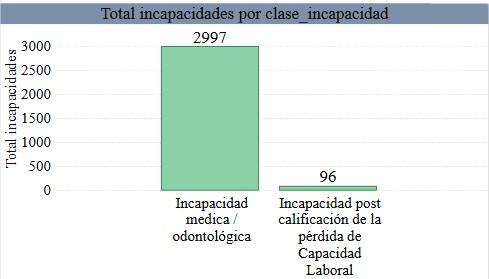 Total incapacidades por clase_incapacidad
Total incapacidades
3000
2500
2000
1500
1000
500
0
2997
96
Incapacidad
medica /
odontológica
Incapacidad post
calificación de la
pérdida de
Capacidad
Laboral